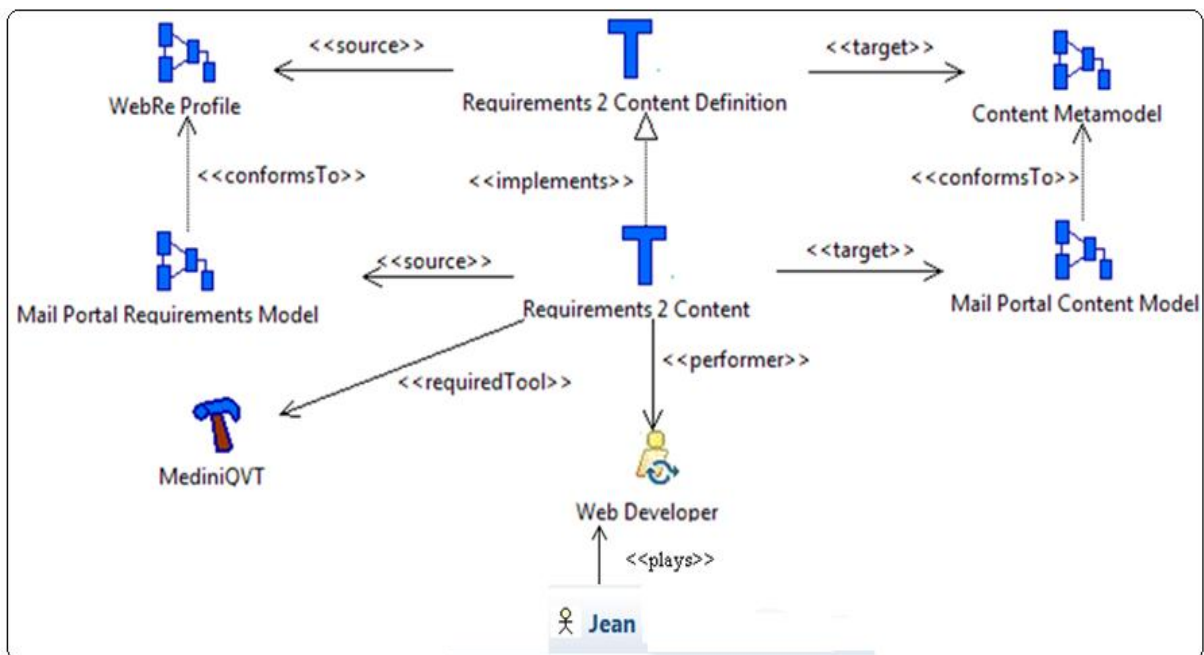 <<source>>
<<target>>
WebRe Profile
Requirements 2 Content Definition
Content Metamodel
<<conformsTo>>
<<implements>>
<<conformsTo>>
<<source>>
<<target>>
Mail Portal Requirements Model
Requirements 2 Content
Mail Portal Content Model
<<performer>>
<<requiredTool>>
MediniQVT
Web Developer
<<plays>>
Jean